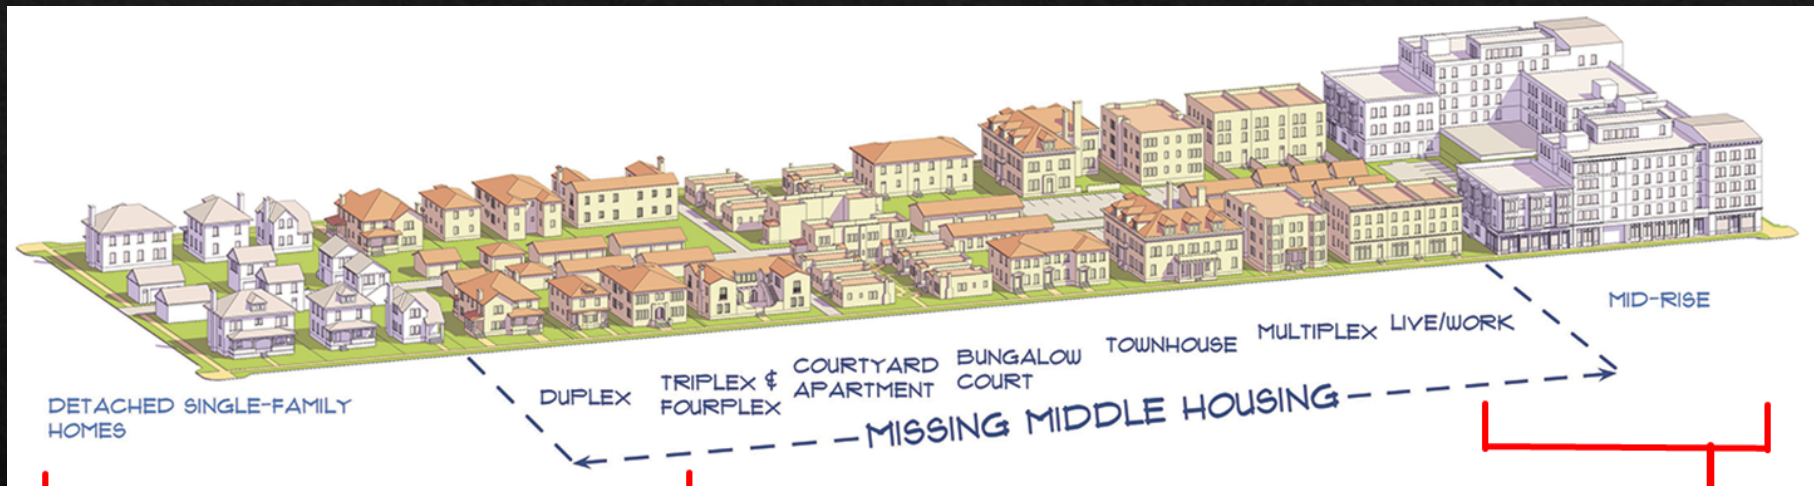 DETACHED SINGLE-FAMILY
HOMES
DUPLEX
TRIPLEX &
FOURPLEX
COURTYARD
APARTMENT
BUNGALOW
COURT
TOWNHOUSE
MULTIPLEX
LIVE/WORK
MID-RISE
MISSING MIDDLE HOUSING